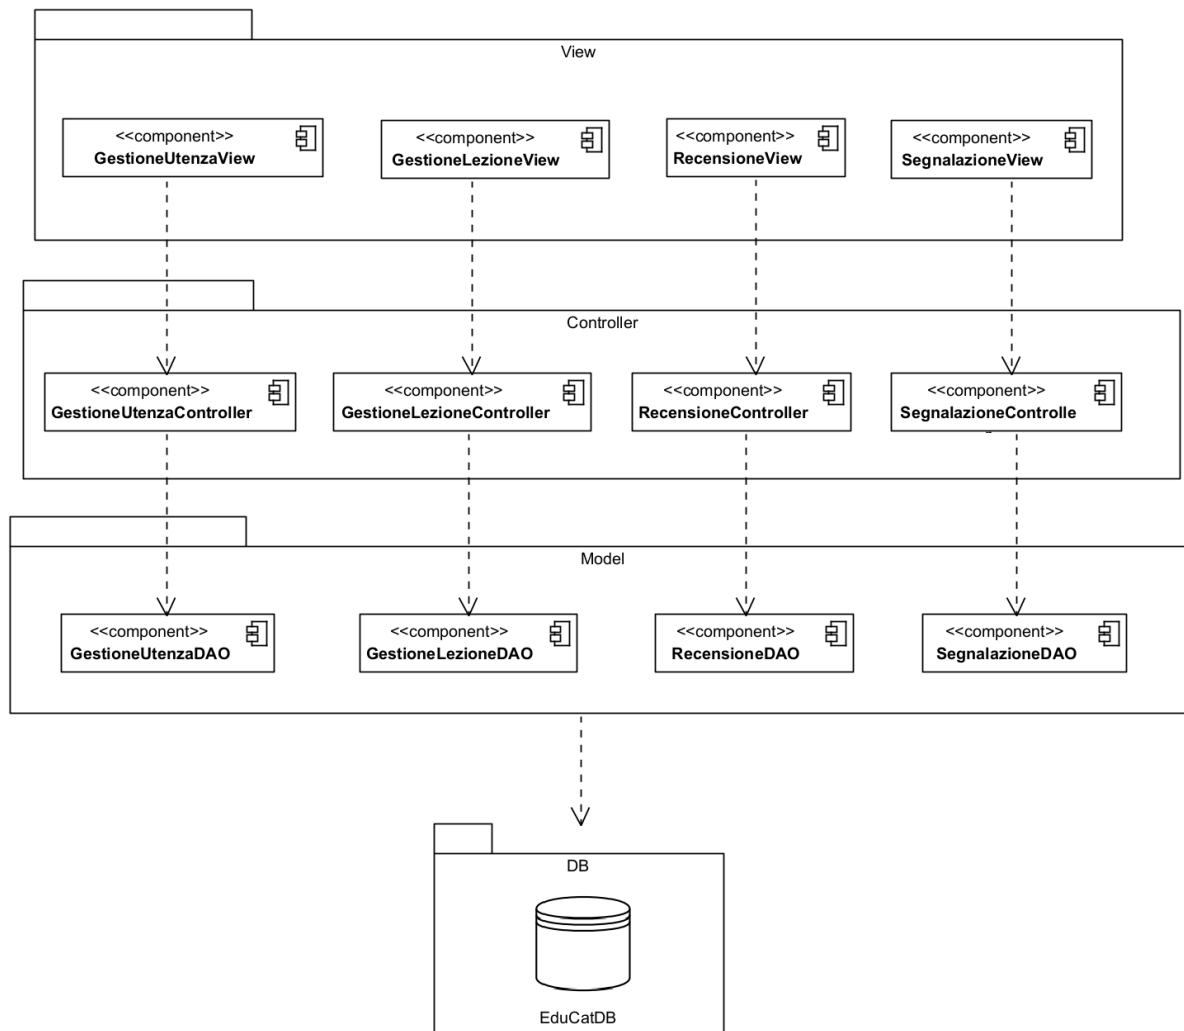 View
<<component>>
GestioneUtenzaView
<<component>>
GestioneLezioneView
<<component>>
RecensioneView
<<component>>
SegnalazioneView
Controller
<<component>>
GestioneUtenzaController
<<component>>
GestioneLezioneController
<<component>>
RecensioneController
<<component>>
SegnalazioneControlle
Model
<<component>>
GestioneUtenzaDAO
<<component>>
GestioneLezioneDAO
<<component>>
RecensioneDAO
<<component>>
SegnalazioneDAO
DB
EduCatDB